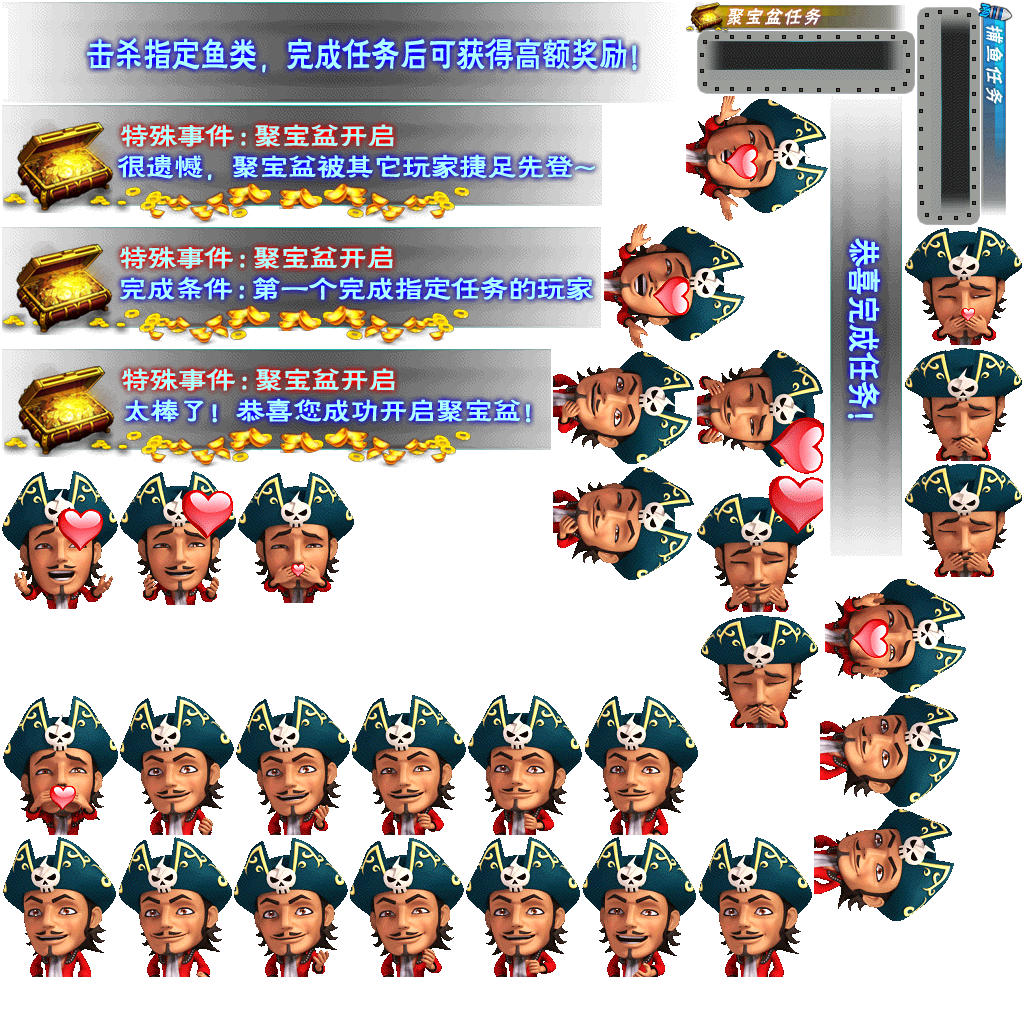 击杀指定鱼类，完成任务后可获得高额奖励！
聚宝盆任务
捕鱼任务
特殊事件:聚宝盆开启
很遗憾，聚宝盆被其它玩家捷足先登~
特殊事件:聚宝盆开启
完成条件:第一个完成指定任务的玩家
特殊事件:聚宝盆开启
太棒了！恭喜您成功开启聚宝盆！
恭喜完成任务！